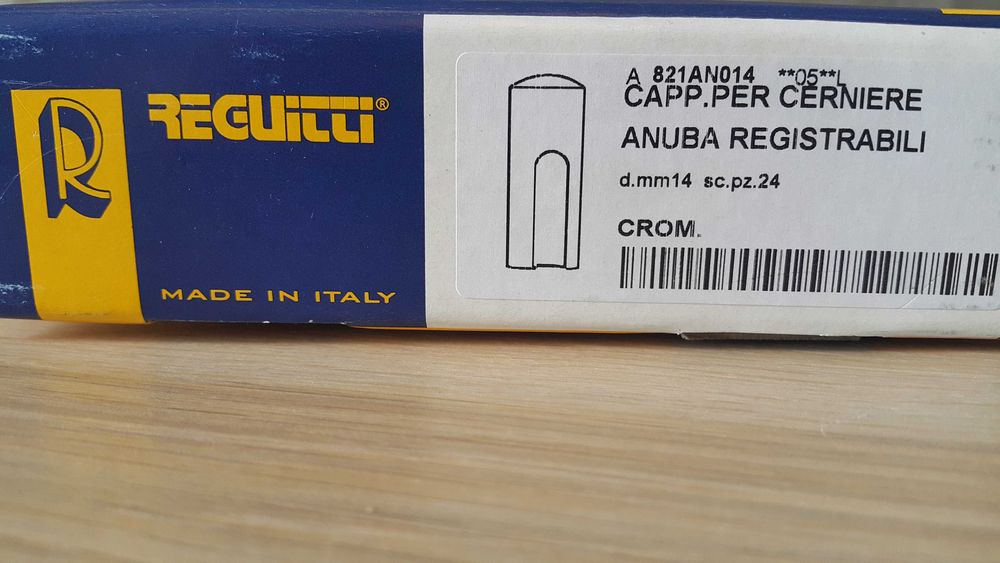 R
REGUITTI®
MADE IN ITALY
A 821AN014 **05**L
CAPP.PER CERNIERE
ANUBA REGISTRABILI
d.mm14 sc.pz.24
CROM.